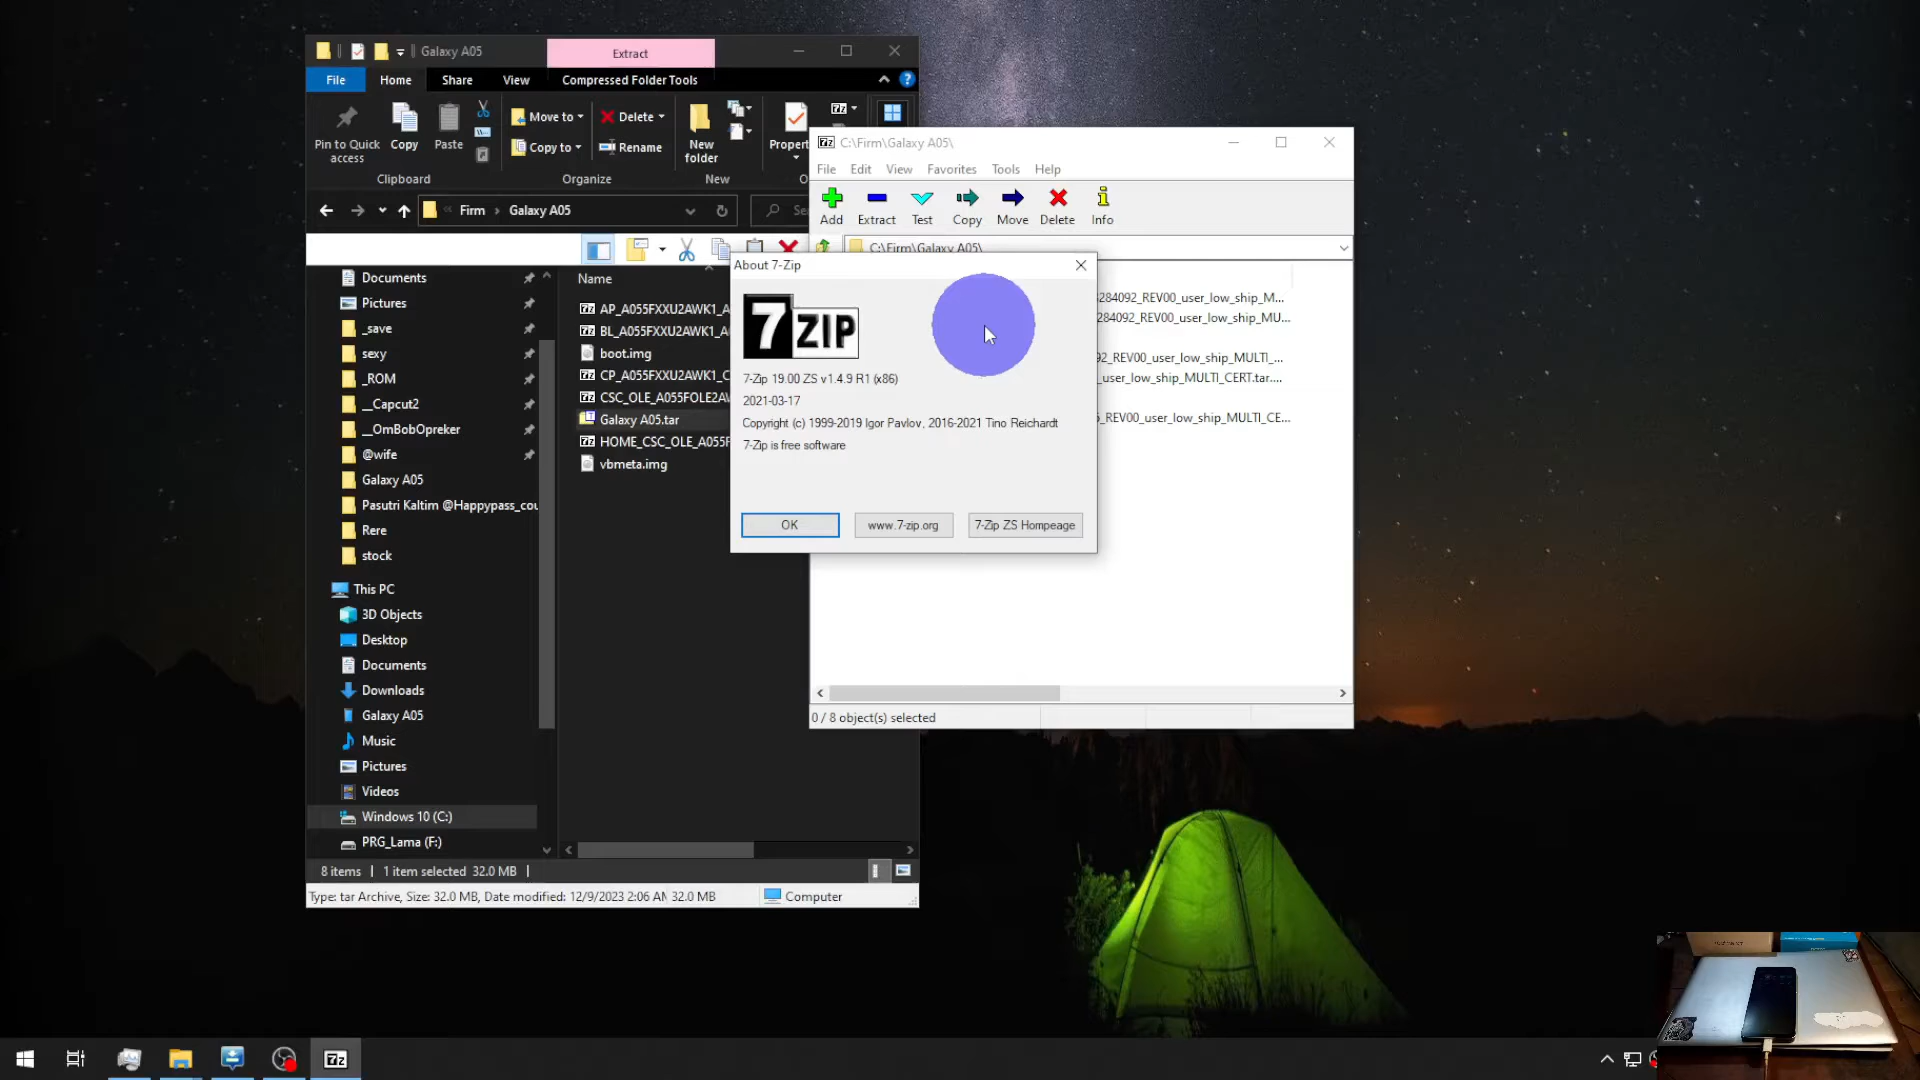 Galaxy A05
Extract
File
Home
Share
View
Compressed Folder Tools
Pin to Quick access
Copy
Paste
Move to
Copy to
Delete
Rename
New folder
Clipboard
Organize
New
Firm
Galaxy A05
Documents
Pictures
_save
sexy
_ROM
__Capcut2
__OmBobOpreker
@wife
Galaxy A05
Pasutri Kaltim @Happypass_cou
Rere
stock
This PC
3D Objects
Desktop
Documents
Downloads
Galaxy A05
Music
Pictures
Videos
Windows 10 (C:)
PRG_Lama (F:)
Name
AP_A055FXXU2AWK1_A
BL_A055FXXU2AWK1_A
boot.img
CP_A055FXXU2AWK1_C
CSC_OLE_A055FOLE2AW
Galaxy A05.tar
HOME_CSC_OLE_A055F
vbmeta.img
8 items
1 item selected 32.0 MB
Type: tar Archive, Size: 32.0 MB, Date modified: 12/9/2023 2:06 AM
32.0 MB
Computer
7z C:\Firm\Galaxy A05\
File Edit View Favorites Tools Help
Add Extract Test Copy Move Delete Info
C:\Firm\Galaxy A05\
284092_REV00_user_low_ship_M...
284092_REV00_user_low_ship_MU...
92_REV00_user_low_ship_MULTI_...
_user_low_ship_MULTI_CERT.tar....
_REV00_user_low_ship_MULTI_CE...
0 / 8 object(s) selected
About 7-Zip
7 ZIP
7-Zip 19.00 ZS v1.4.9 R1 (x86)
2021-03-17
Copyright (c) 1999-2019 Igor Pavlov, 2016-2021 Tino Reichardt
7-Zip is free software
OK
www.7-zip.org
7-Zip ZS Hompeage
7z